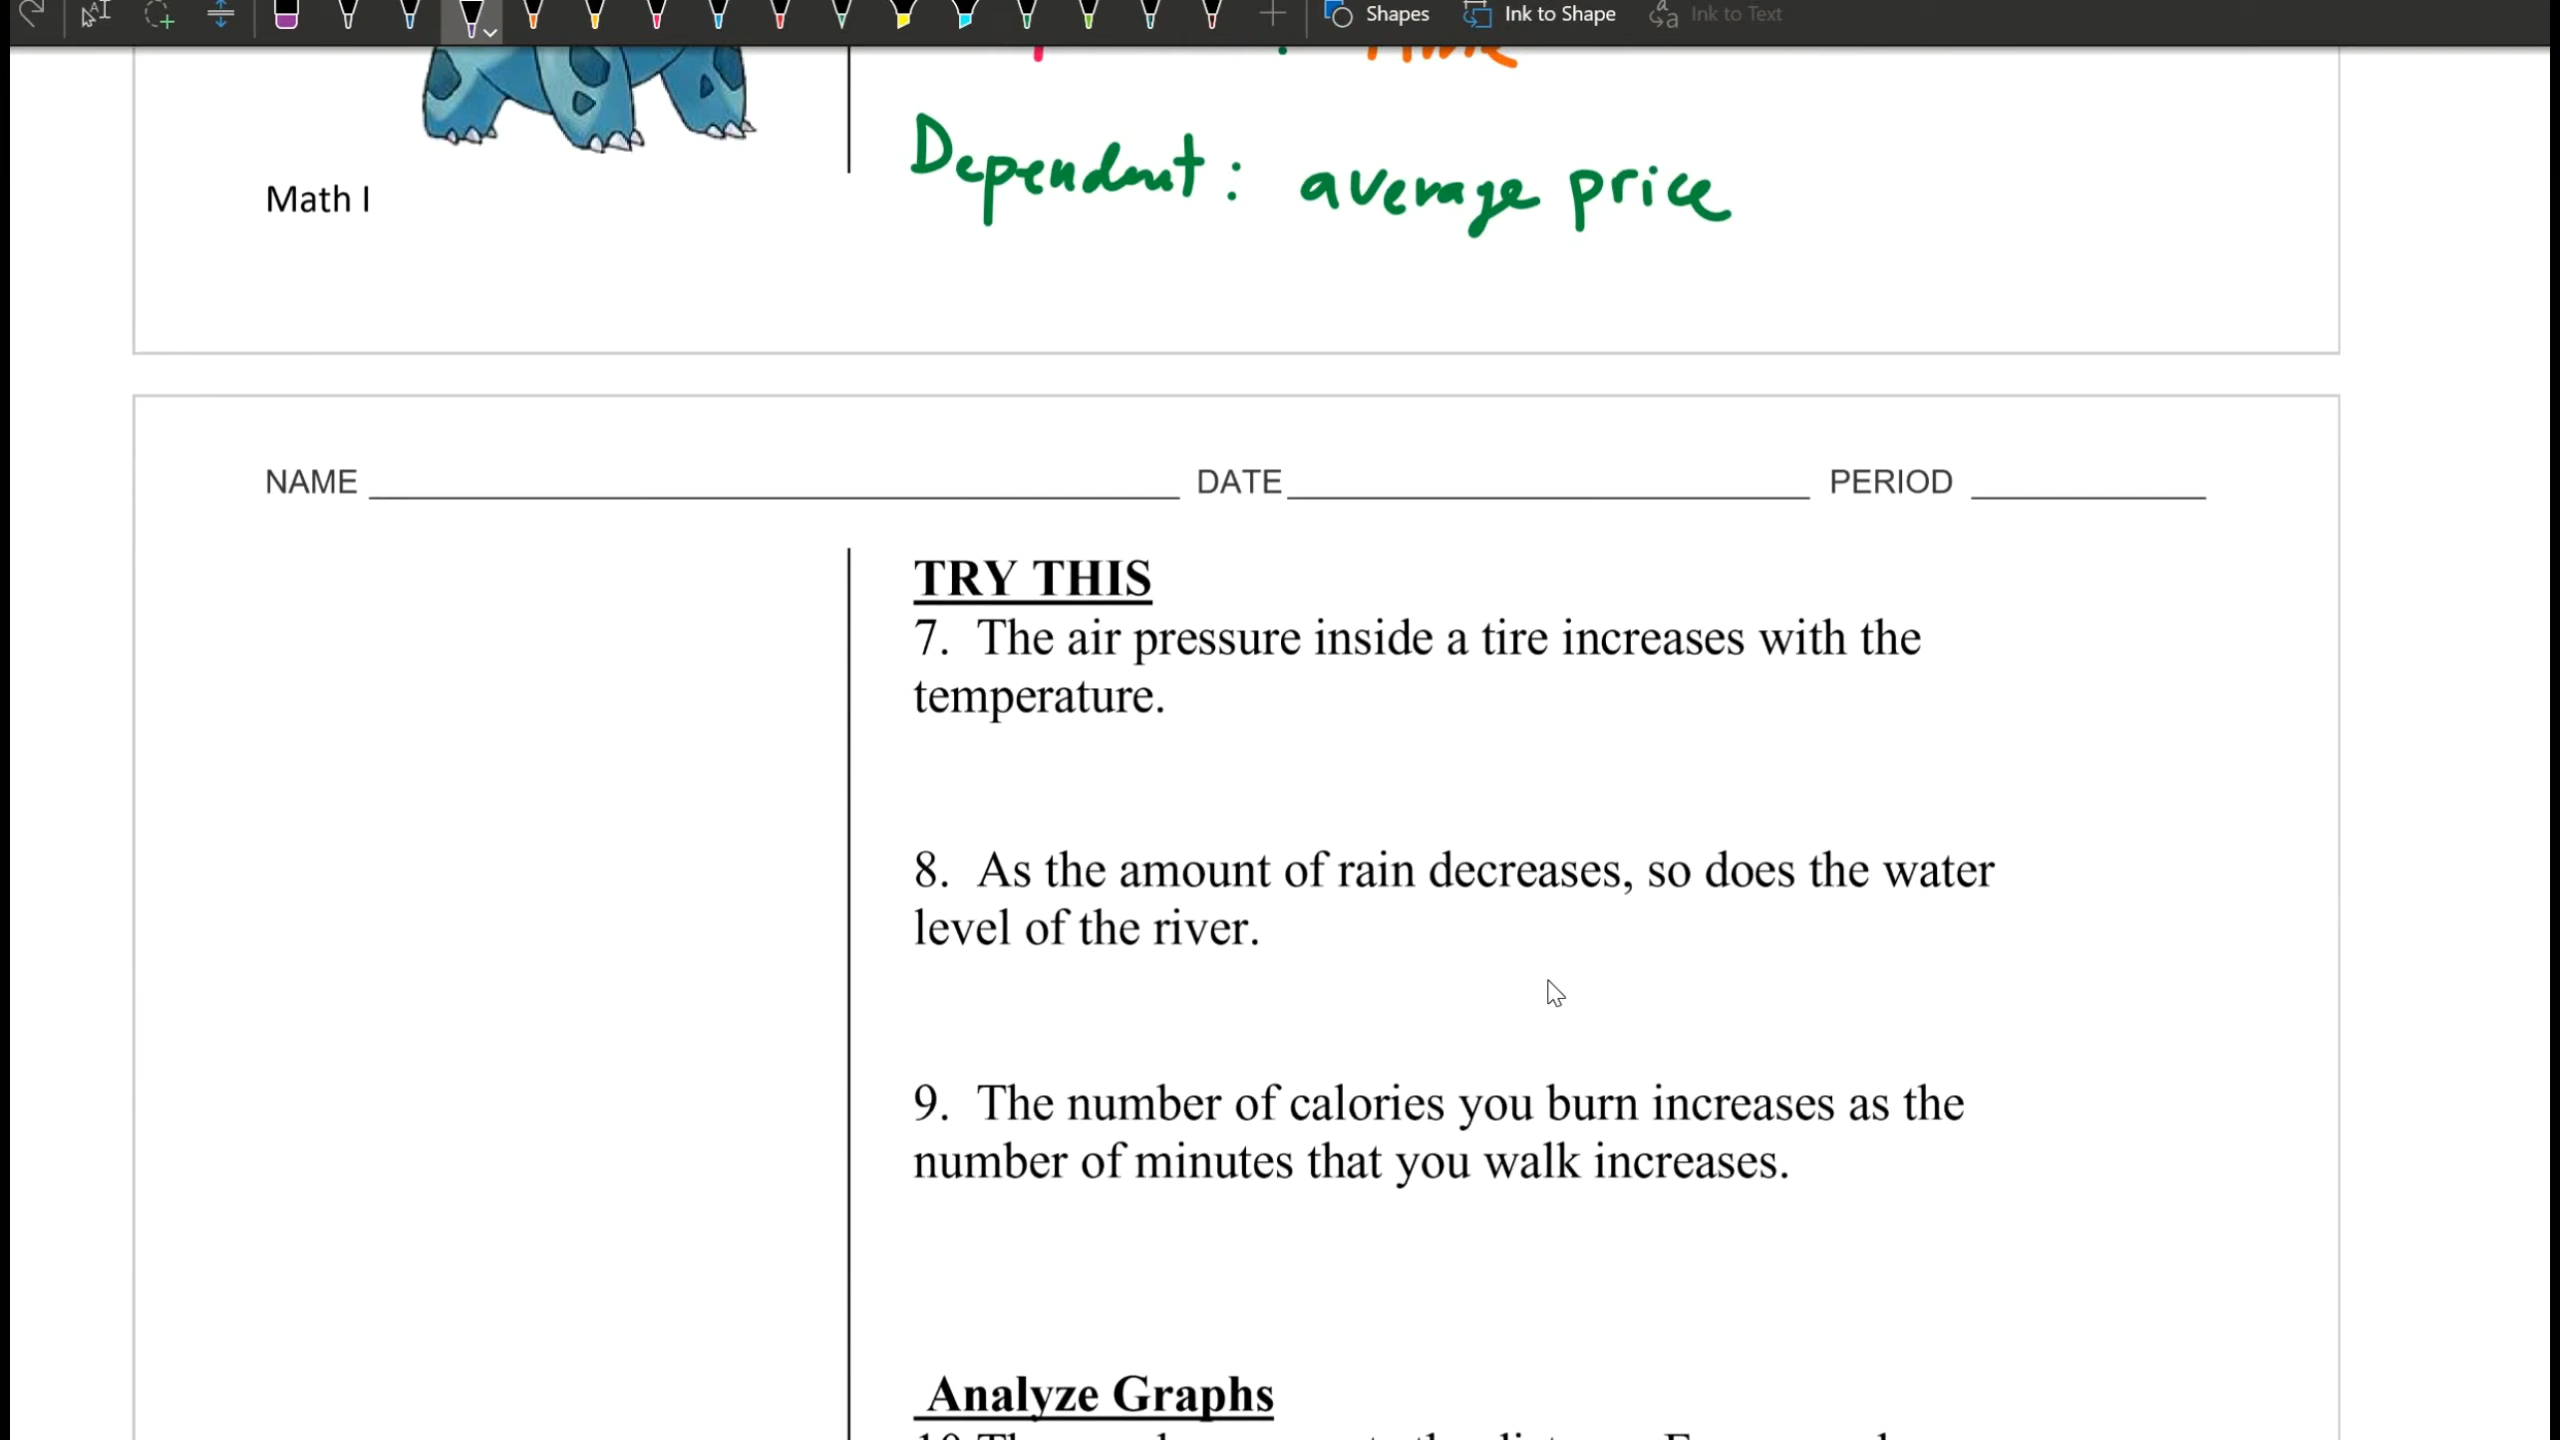 Shapes Ink to Shape Ink to Text
Dependent: average price
Math I
NAME DATE PERIOD
TRY THIS
7. The air pressure inside a tire increases with the
temperature.
8. As the amount of rain decreases, so does the water
level of the river.
9. The number of calories you burn increases as the
number of minutes that you walk increases.
Analyze Graphs